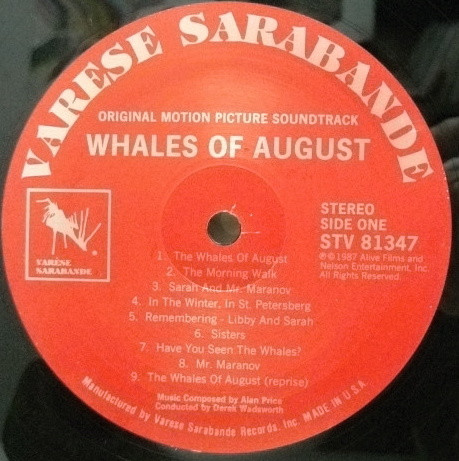 VARESE SARABANDE
ORIGINAL MOTION PICTURE SOUNDTRACK
WHALES OF AUGUST
VARESE
SARABANDE
STEREO
SIDE ONE
STV 81347
℗©1987 Alive Films and
Nelson Entertainment, Inc.
All Rights Reserved.
1. The Whales Of August
2. The Morning Walk
3. Sarah And Mr. Maranov
4. In The Winter, In St. Petersberg
5. Remembering - Libby And Sarah
6. Sisters
7. Have You Seen The Whales?
8. Mr. Maranov
9. The Whales Of August (reprise)
Music Composed by Alan Price
Conducted by Derek Wadsworth
Manufactured by Varese Sarabande Records, Inc. MADE IN U.S.A.